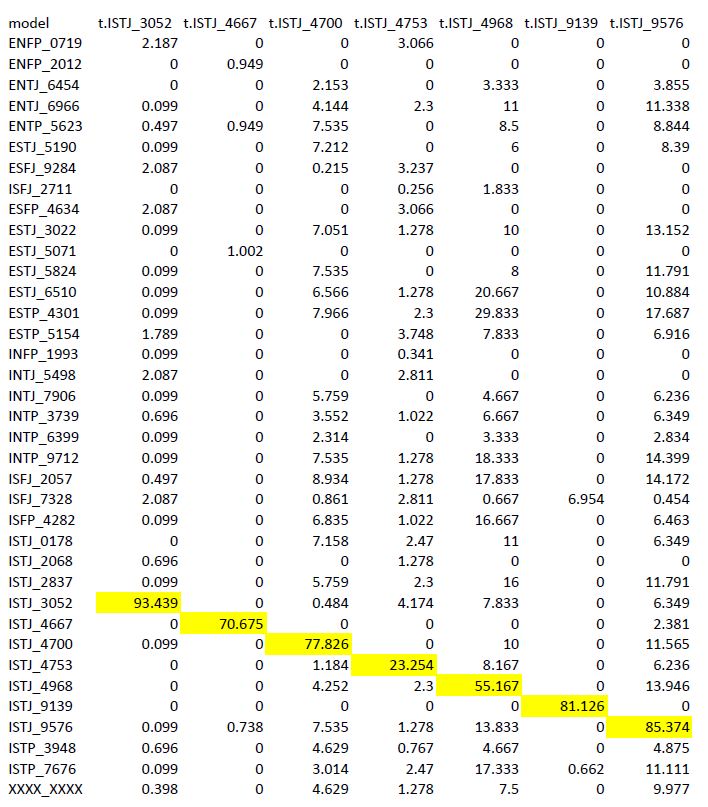 model t.ISTJ_3052 t.ISTJ_4667 t.ISTJ_4700 t.ISTJ_4753 t.ISTJ_4968 t.ISTJ_9139 t.ISTJ_9576
ENFP_0719 2.187 0 0 3.066 0 0 0
ENFP_2012 0 0.949 0 0 0 0 0
ENTJ_6454 0 0 2.153 0 3.333 0 3.855
ENTJ_6966 0.099 0 4.144 2.3 11 0 11.338
ENTP_5623 0.497 0.949 7.535 0 8.5 0 8.844
ESTJ_5190 0.099 0 7.212 0 6 0 8.39
ESFJ_9284 2.087 0 0.215 3.237 0 0 0
ISFJ_2711 0 0 0 0.256 1.833 0 0
ESFP_4634 2.087 0 0 3.066 0 0 0
ESTJ_3022 0.099 0 7.051 1.278 10 0 13.152
ESTJ_5071 0 1.002 0 0 0 0 0
ESTJ_5824 0.099 0 7.535 0 8 0 11.791
ESTJ_6510 0.099 0 6.566 1.278 20.667 0 10.884
ESTP_4301 0.099 0 7.966 2.3 29.833 0 17.687
ESTP_5154 1.789 0 0 3.748 7.833 0 6.916
INFP_1993 0.099 0 0 0.341 0 0 0
INTJ_5498 2.087 0 0 2.811 0 0 0
INTJ_7906 0.099 0 5.759 0 4.667 0 6.236
INTP_3739 0.696 0 3.552 1.022 6.667 0 6.349
INTP_6399 0.099 0 2.314 0 3.333 0 2.834
INTP_9712 0.099 0 7.535 1.278 18.333 0 14.399
ISFJ_2057 0.497 0 8.934 1.278 17.833 0 14.172
ISFJ_7328 2.087 0 0.861 2.811 0.667 6.954 0.454
ISFP_4282 0.099 0 6.835 1.022 16.667 0 6.463
ISTJ_0178 0 0 7.158 2.47 11 0 6.349
ISTJ_2068 0.696 0 0 1.278 0 0 0
ISTJ_2837 0.099 0 5.759 2.3 16 0 11.791
ISTJ_3052 93.439 0 0.484 4.174 7.833 0 6.349
ISTJ_4667 0 70.675 0 0 0 0 2.381
ISTJ_4700 0.099 0 77.826 0 10 0 11.565
ISTJ_4753 0 0 1.184 23.254 8.167 0 6.236
ISTJ_4968 0 0 4.252 2.3 55.167 0 13.946
ISTJ_9139 0 0 0 0 0 81.126 0
ISTJ_9576 0.099 0.738 7.535 1.278 13.833 0 85.374
ISTP_3948 0.696 0 4.629 0.767 4.667 0 4.875
ISTP_7676 0.099 0 3.014 2.47 17.333 0.662 11.111
XXXX_XXXX 0.398 0 4.629 1.278 7.5 0 9.977